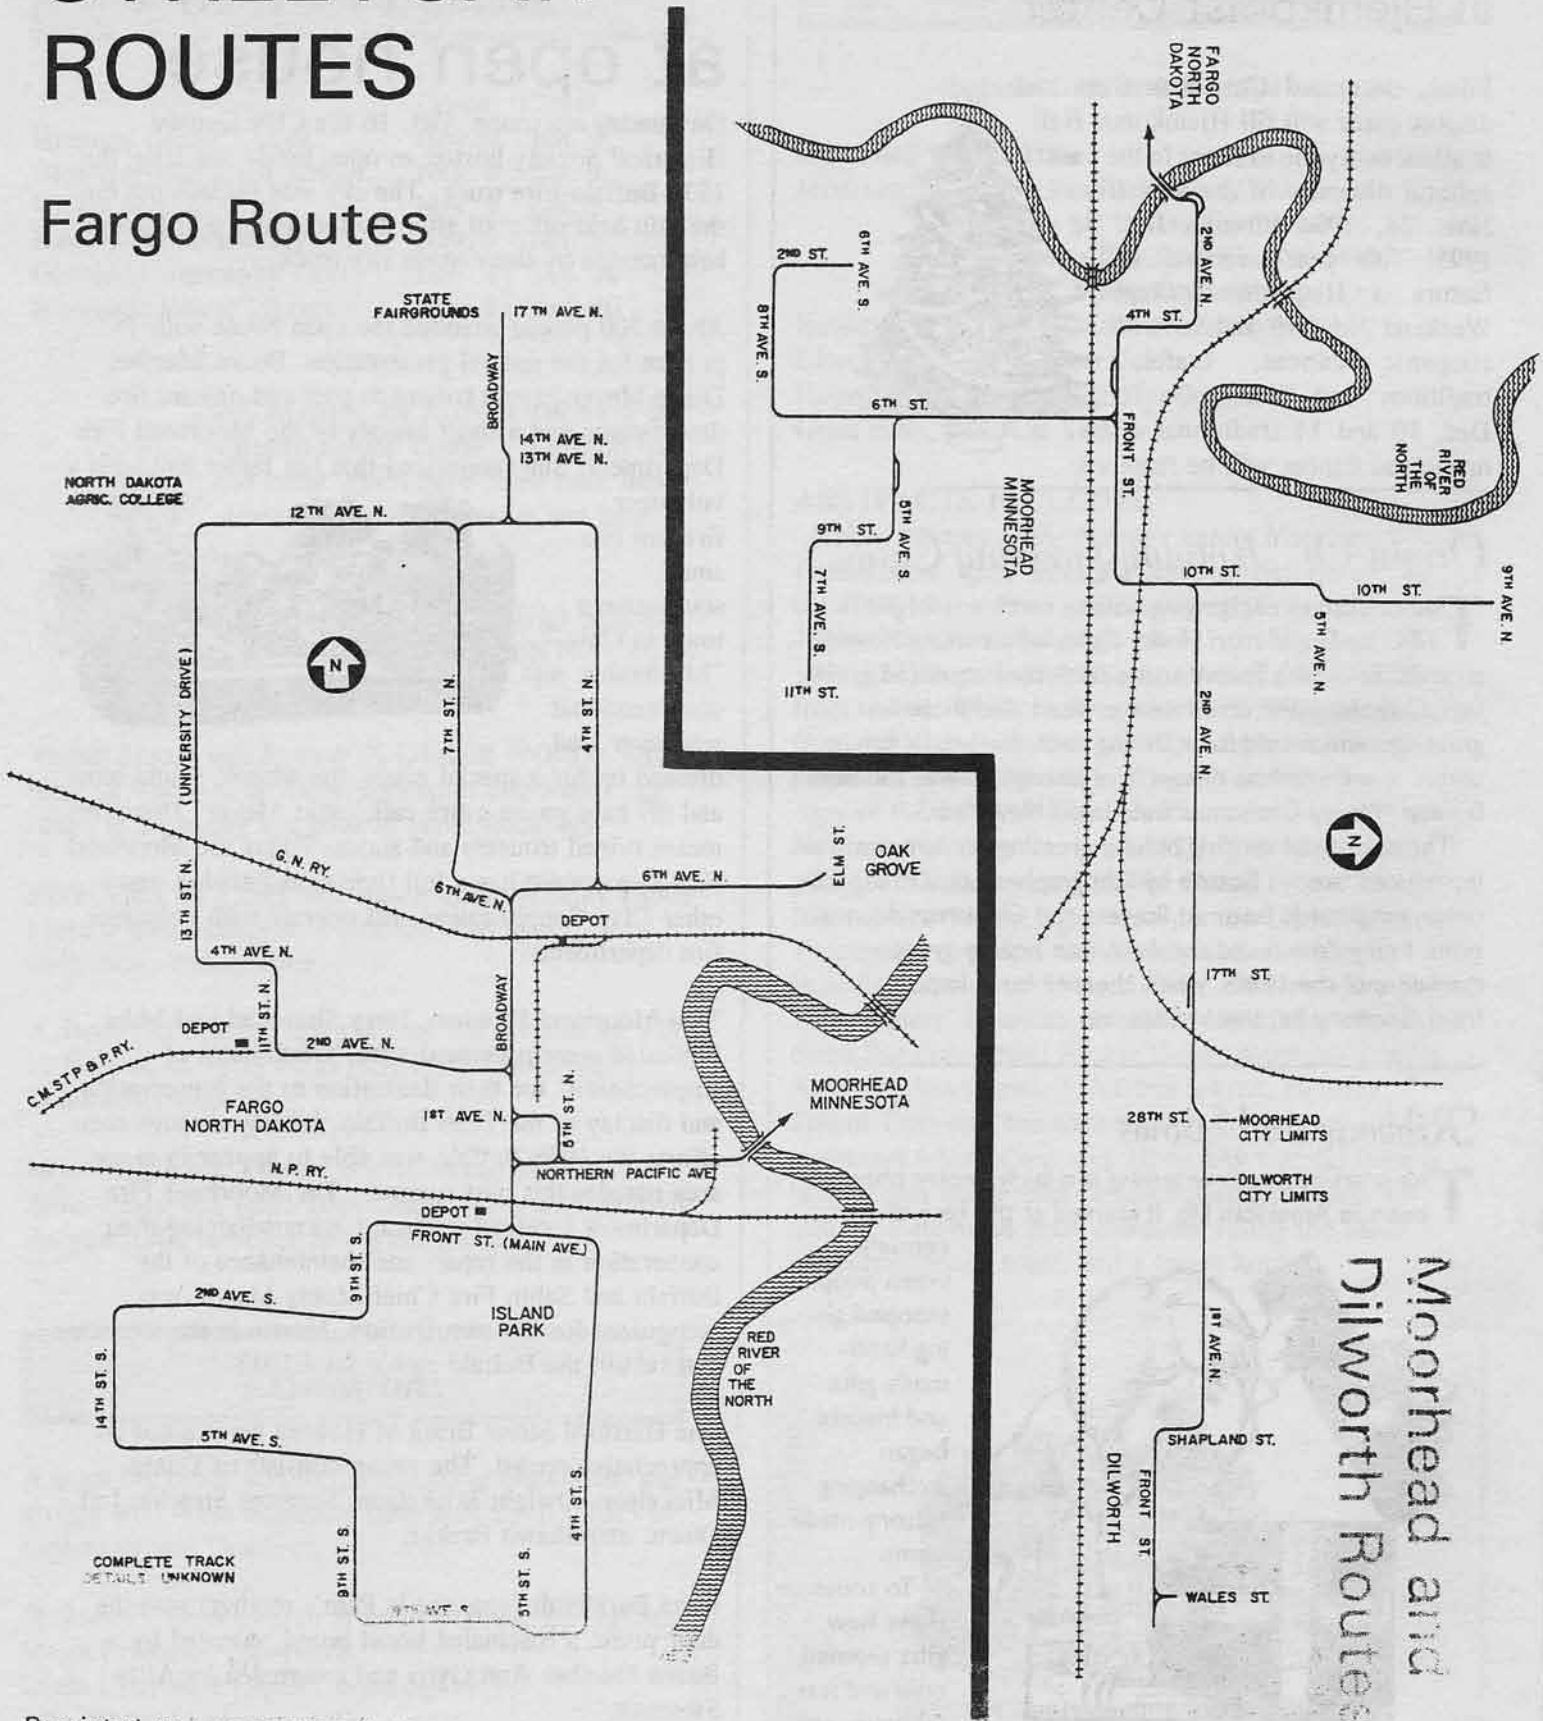 ROUTES
Fargo Routes
STATE
FAIRGROUNDS
17TH AVE. N.
BROADWAY
14TH AVE. N.
13TH AVE. N.
NORTH DAKOTA
AGRIC. COLLEGE
12TH AVE. N.
N
(UNIVERSITY DRIVE)
13TH ST. N.
7TH ST. N.
4TH ST. N.
G. N. RY.
6TH AVE. N.
6TH AVE. N.
ELM ST.
OAK
GROVE
DEPOT
4TH AVE. N.
11TH ST. N.
DEPOT
2ND AVE. N.
BROADWAY
C.M. ST. P & P. RY.
FARGO
NORTH DAKOTA
1ST AVE. N.
5TH ST. N.
MOORHEAD
MINNESOTA
NORTHERN PACIFIC AVE
N. P. RY.
DEPOT
FRONT ST. (MAIN AVE.)
9TH ST. S.
2ND AVE. S.
ISLAND
PARK
RED
RIVER
OF
THE
NORTH
14TH ST. S.
5TH AVE. S.
9TH ST. S.
4TH ST. S.
5TH ST. S.
COMPLETE TRACK
DETAILS UNKNOWN
FARGO
NORTH
DAKOTA
2ND ST.
6TH AVE. S.
8TH AVE. S.
2ND AVE. N.
4TH ST.
6TH ST.
FRONT ST.
RED
RIVER
OF
THE
NORTH
MOORHEAD
MINNESOTA
5TH AVE. S.
9TH ST.
7TH AVE. S.
11TH ST.
10TH ST.
5TH AVE. N.
10TH ST.
9TH AVE. N.
2ND AVE. N.
N
17TH ST.
28TH ST.
MOORHEAD
CITY LIMITS
DILWORTH
CITY LIMITS
1ST AVE. N.
SHAPLAND ST.
DILWORTH
FRONT ST.
WALES ST.
Moorhead and
Dilworth Routes